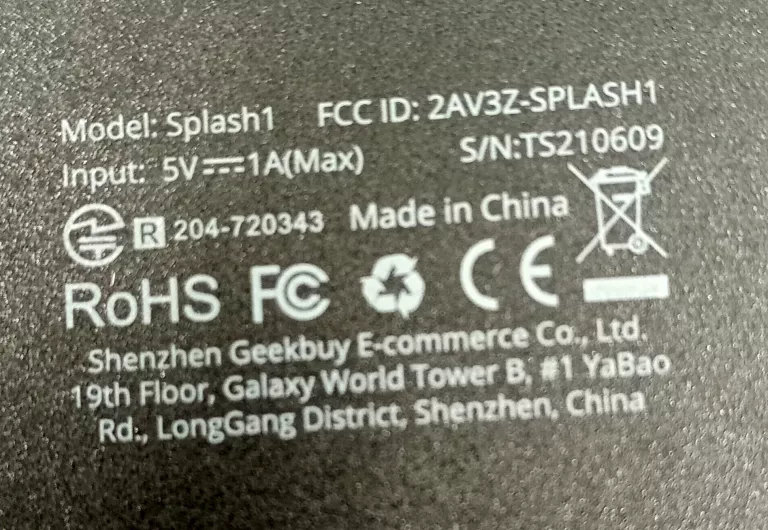 Model: Splash1 FCC ID: 2AV3Z-SPLASH1
Input: 5V⎓1A(Max) S/N:TS210609
R 204-720343 Made in China
RoHS FC CE
Shenzhen Geekbuy E-commerce Co., Ltd.
19th Floor, Galaxy World Tower B, #1 YaBao
Rd., LongGang District, Shenzhen, China